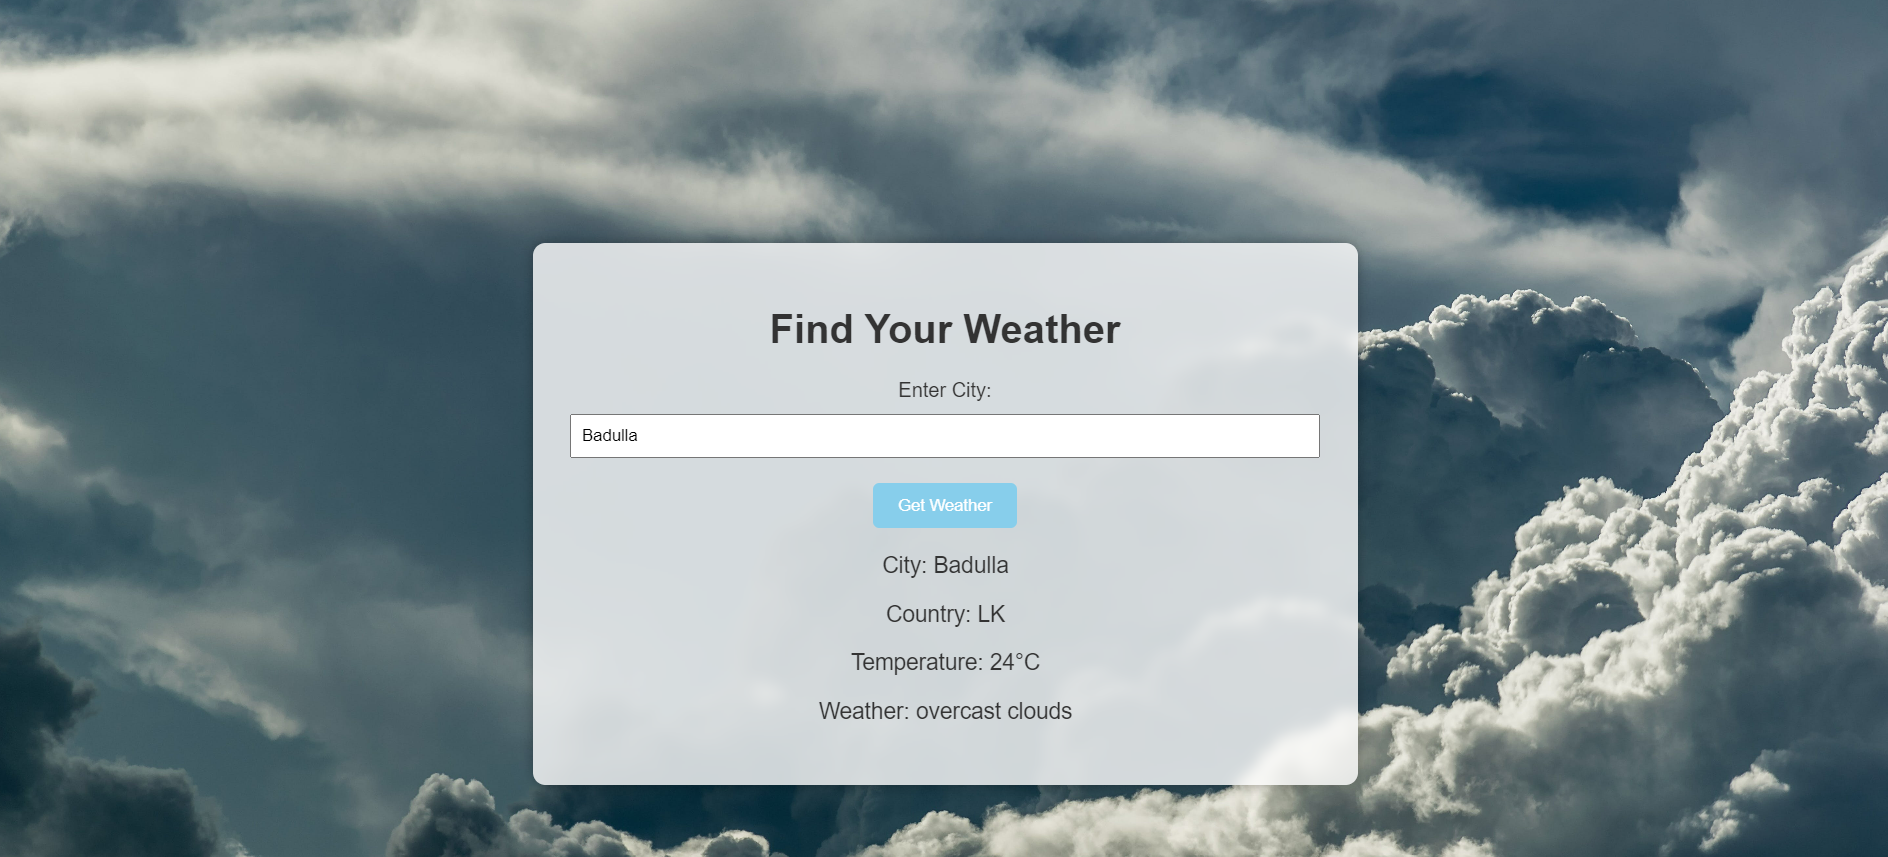 Find Your Weather
Enter City:
Badulla
Get Weather
City: Badulla
Country: LK
Temperature: 24°C
Weather: overcast clouds